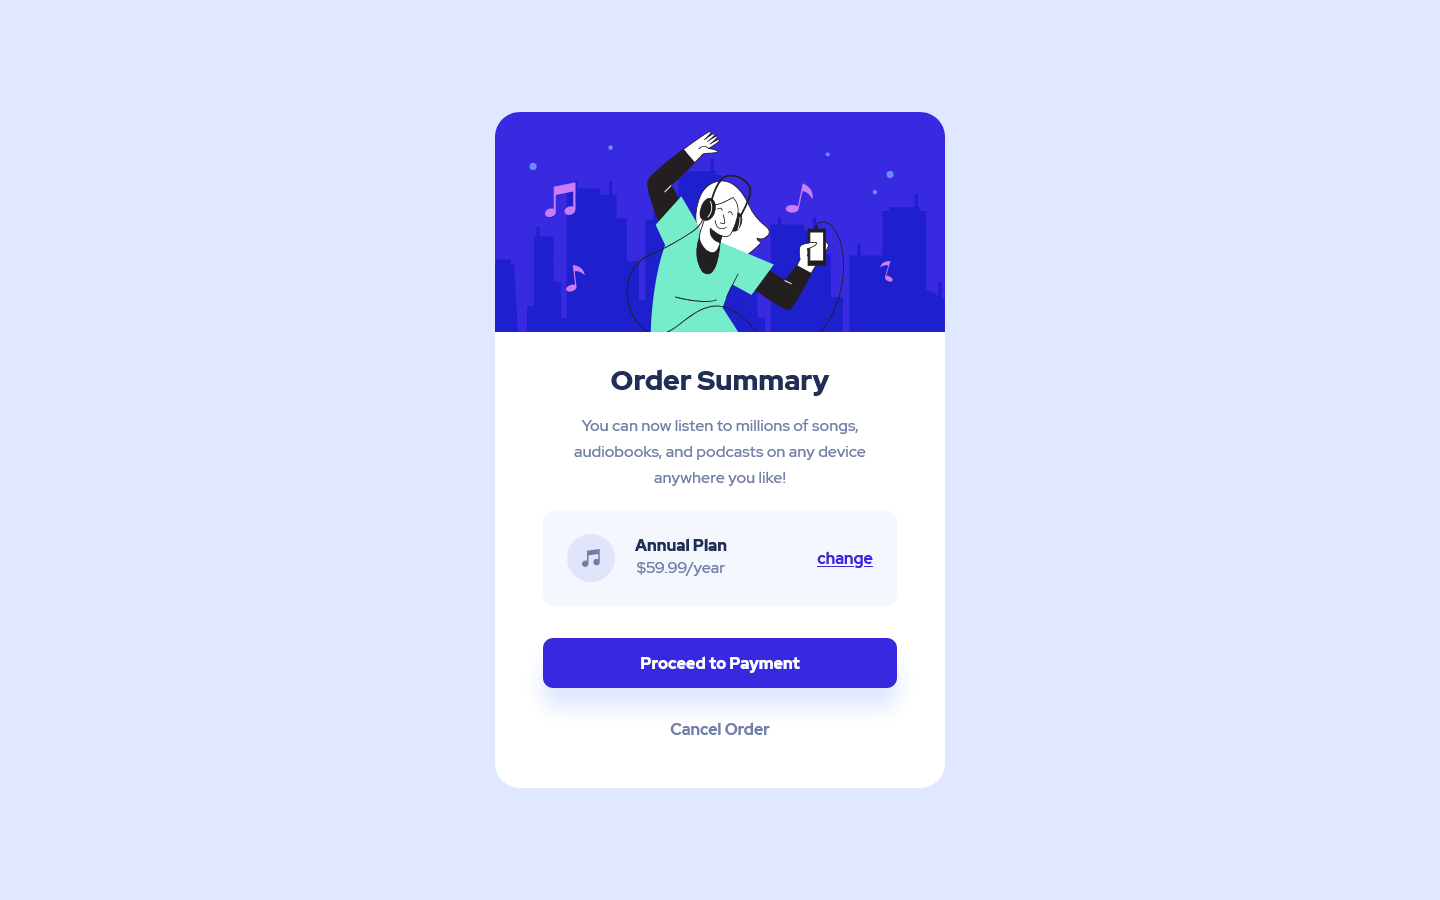 Order Summary
You can now listen to millions of songs,
audiobooks, and podcasts on any device
anywhere you like!
Annual Plan
$59.99/year
change
Proceed to Payment
Cancel Order